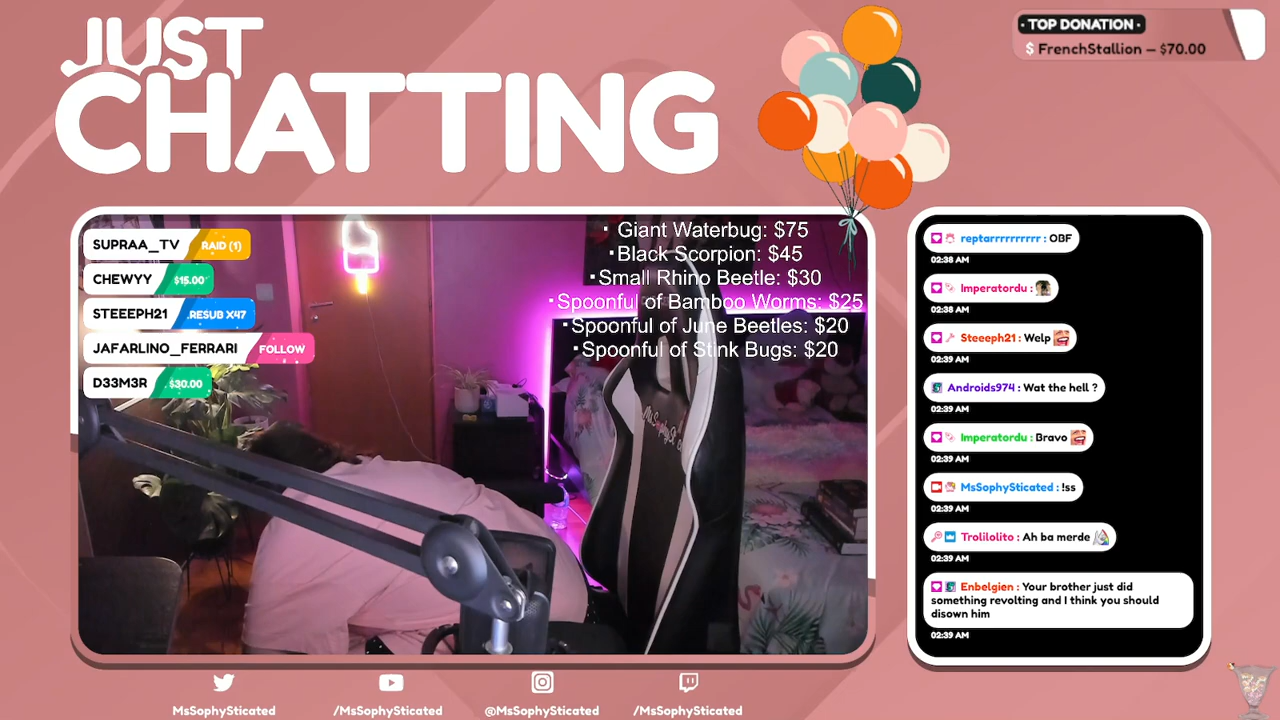 JUST
CHATTING
· TOP DONATION ·
$ FrenchStallion — $70.00
SUPRAA_TV RAID (1)
CHEWYY $15.00
STEEEPH21 RESUB X47
JAFARLINO_FERRARI FOLLOW
D33M3R $30.00
· Giant Waterbug: $75
·Black Scorpion: $45
·Small Rhino Beetle: $30
·Spoonful of Bamboo Worms: $25
·Spoonful of June Beetles: $20
·Spoonful of Stink Bugs: $20
reptarrrrrrrrrr : OBF
02:38 AM
Imperatordu :
02:38 AM
Steeeph21 : Welp
02:39 AM
Androids974 : Wat the hell ?
02:39 AM
Imperatordu : Bravo
02:39 AM
MsSophySticated : !ss
02:39 AM
Trolilolito : Ah ba merde
02:39 AM
Enbelgien : Your brother just did
something revolting and I think you should
disown him
02:39 AM
MsSophySticated
/MsSophySticated
@MsSophySticated
/MsSophySticated